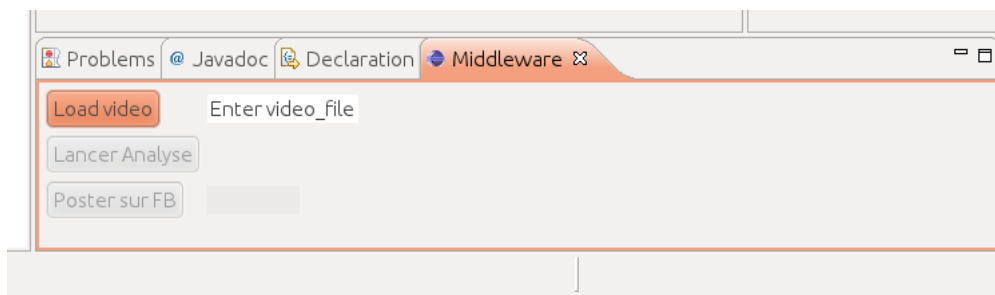 Problems @ Javadoc Declaration Middleware
Load video Enter video_file
Lancer Analyse
Poster sur FB